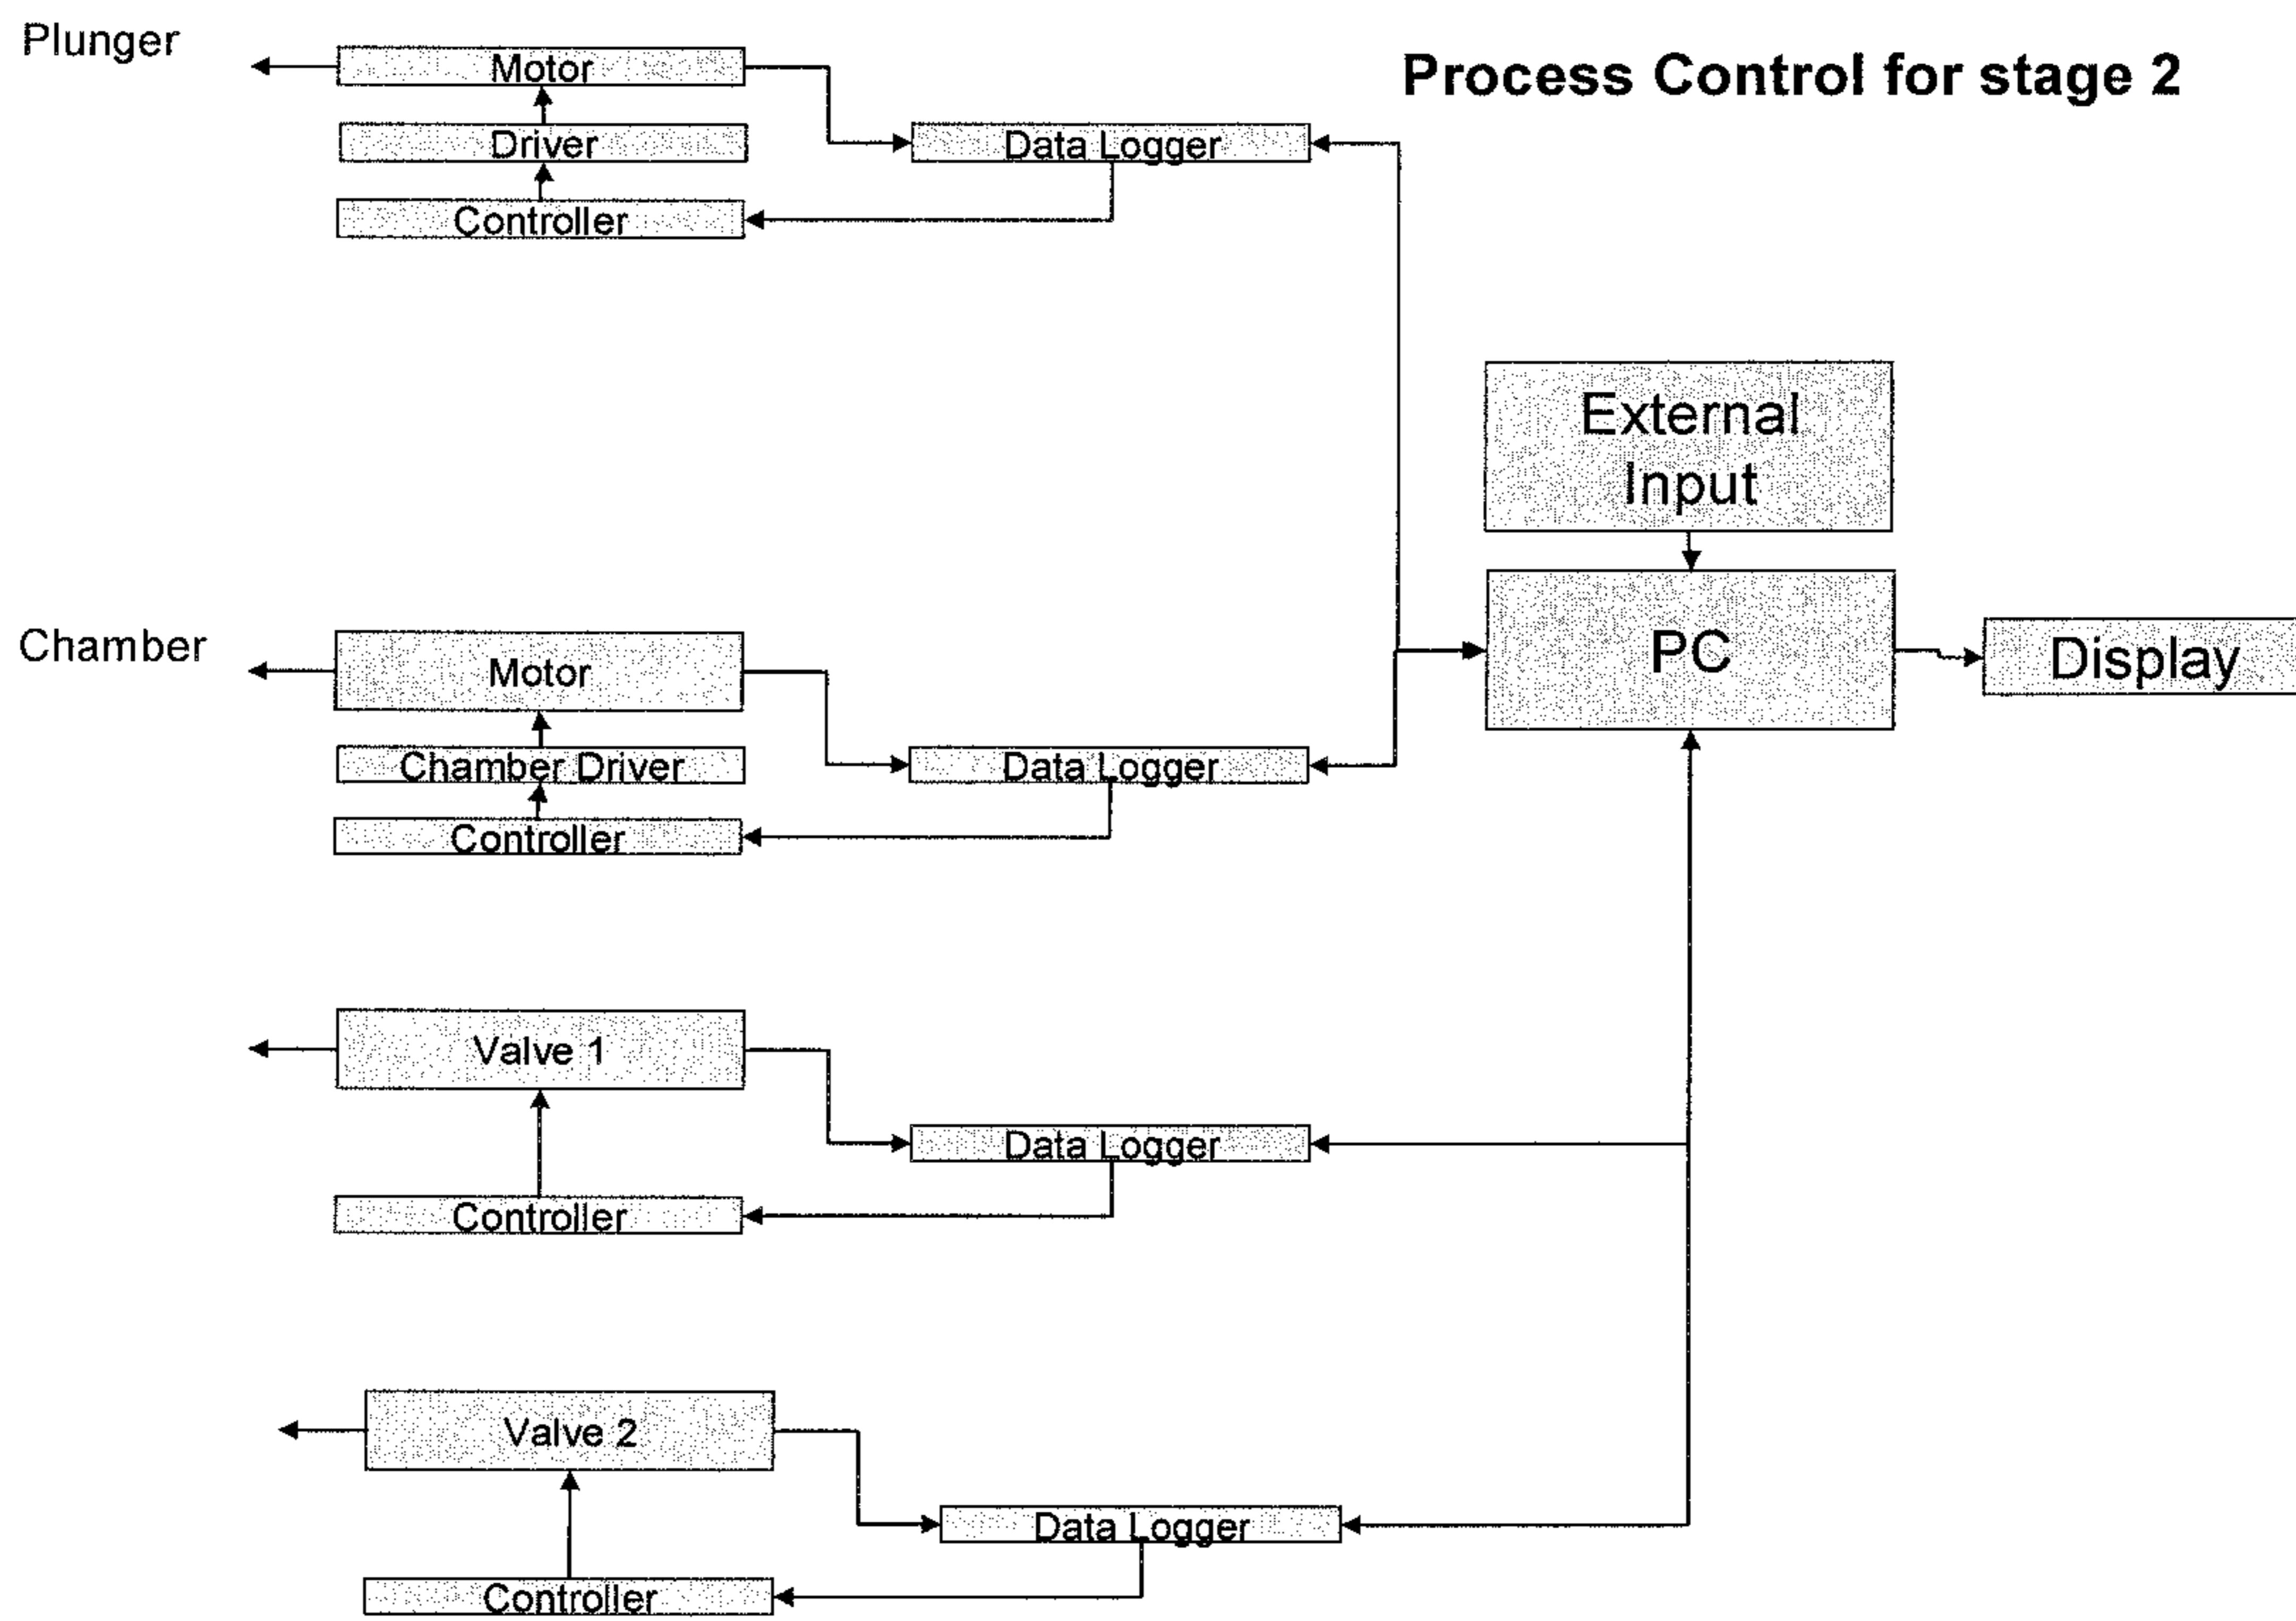 Plunger
Motor
Process Control for stage 2
Driver
Data Logger
Controller
External
Input
Chamber
Motor
PC
Display
Chamber Driver
Data Logger
Controller
Valve 1
Data Logger
Controller
Valve 2
Data Logger
Controller